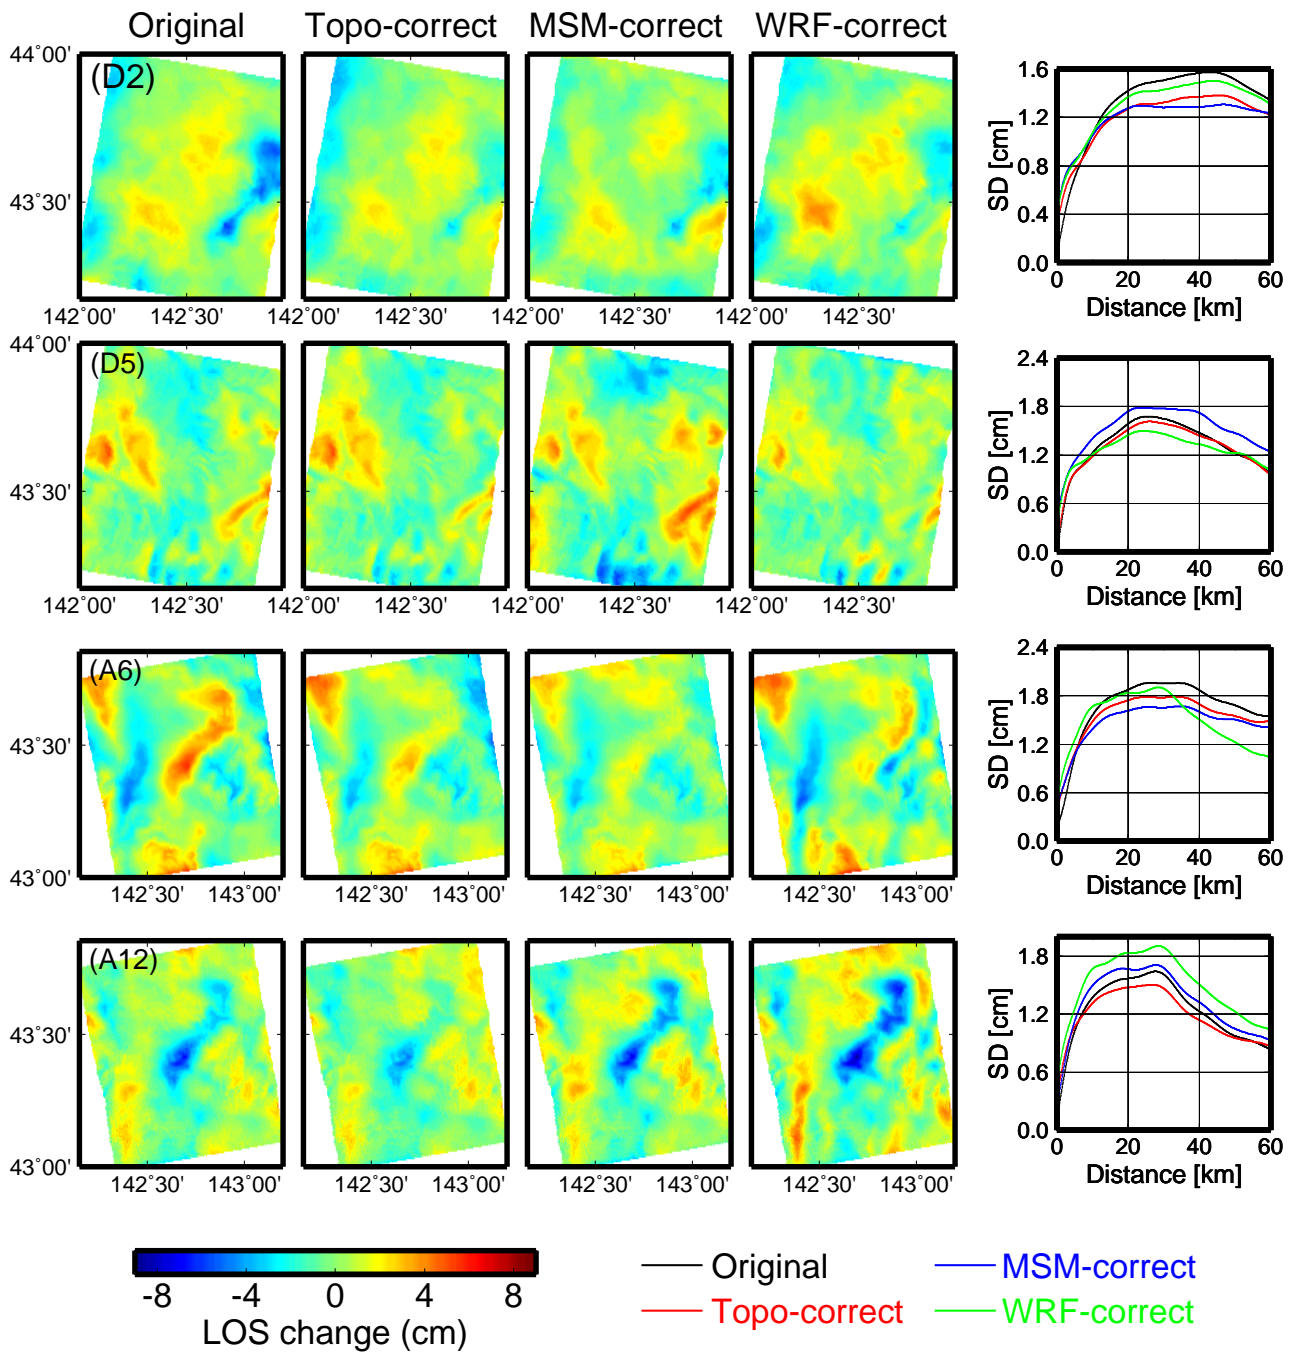 Original Topo-correct MSM-correct WRF-correct
(D2)
44˚00'
43˚30'
142˚00' 142˚30' 142˚00' 142˚30' 142˚00' 142˚30' 142˚00' 142˚30'
SD [cm]
1.6
1.2
0.8
0.4
0.0
0 20 40 60
Distance [km]
(D5)
44˚00'
43˚30'
142˚00' 142˚30' 142˚00' 142˚30' 142˚00' 142˚30' 142˚00' 142˚30'
SD [cm]
2.4
1.8
1.2
0.6
0.0
0 20 40 60
Distance [km]
(A6)
43˚30'
43˚00'
142˚30' 143˚00' 142˚30' 143˚00' 142˚30' 143˚00' 142˚30' 143˚00'
SD [cm]
2.4
1.8
1.2
0.6
0.0
0 20 40 60
Distance [km]
(A12)
43˚30'
43˚00'
142˚30' 143˚00' 142˚30' 143˚00' 142˚30' 143˚00' 142˚30' 143˚00'
SD [cm]
1.8
1.2
0.6
0.0
0 20 40 60
Distance [km]
-8 -4 0 4 8
LOS change (cm)
Original MSM-correct
Topo-correct WRF-correct